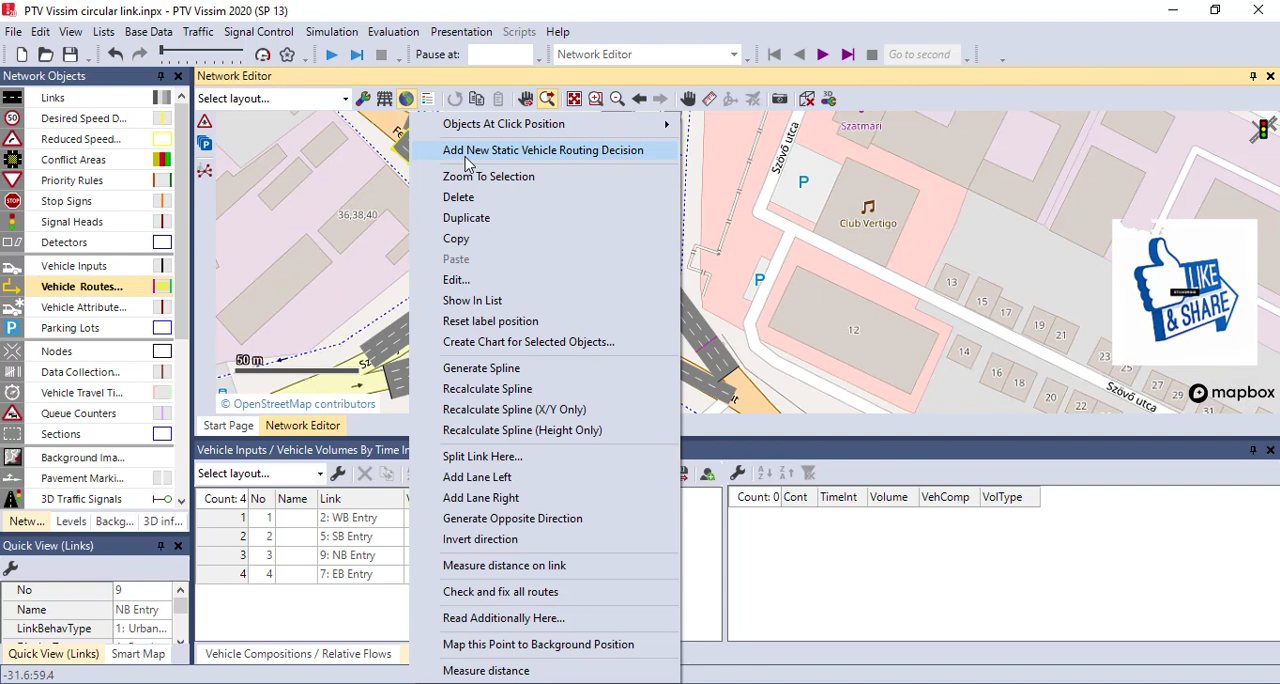 PTV Vissim circular link.inpx - PTV Vissim 2020 (SP 13)
File Edit View Lists Base Data Traffic Signal Control Simulation Evaluation Presentation Scripts Help
Pause at: Network Editor Go to second
Network Objects Network Editor
Select layout...
Links
Desired Speed D...
Reduced Speed...
Conflict Areas
Priority Rules
Stop Signs
Signal Heads
Detectors
Vehicle Inputs
Vehicle Routes...
Vehicle Attribute...
Parking Lots
Nodes
Data Collection...
Vehicle Travel Ti...
Queue Counters
Sections
Background Ima...
Pavement Markin...
3D Traffic Signals
Netw... Levels Backg... 3D inf...
Quick View (Links)
No 9
Name NB Entry
LinkBehavType 1: Urban...
Quick View (Links) Smart Map
-31.6:59.4
36,38,40
50 m
© OpenStreetMap contributors
Start Page Network Editor
Objects At Click Position
Add New Static Vehicle Routing Decision
Zoom To Selection
Delete
Duplicate
Copy
Paste
Edit...
Show In List
Reset label position
Create Chart for Selected Objects...
Generate Spline
Recalculate Spline
Recalculate Spline (X/Y Only)
Recalculate Spline (Height Only)
Split Link Here...
Add Lane Left
Add Lane Right
Generate Opposite Direction
Invert direction
Measure distance on link
Check and fix all routes
Read Additionally Here...
Map this Point to Background Position
Measure distance
Szatmári
Szövő utca
P
Club Vertigo
P
12
13
15
17
19
21
14
16
18
20
22
23
25
27
29
31
Szövő utca
LIKE
& SHARE
mapbox
Vehicle Inputs / Vehicle Volumes By Time In
Select layout...
Count: 4 No Name Link
1 1 2: WB Entry
2 2 5: SB Entry
3 3 9: NB Entry
4 4 7: EB Entry
Vehicle Compositions / Relative Flows
Count: 0 Cont TimeInt Volume VehComp VolType